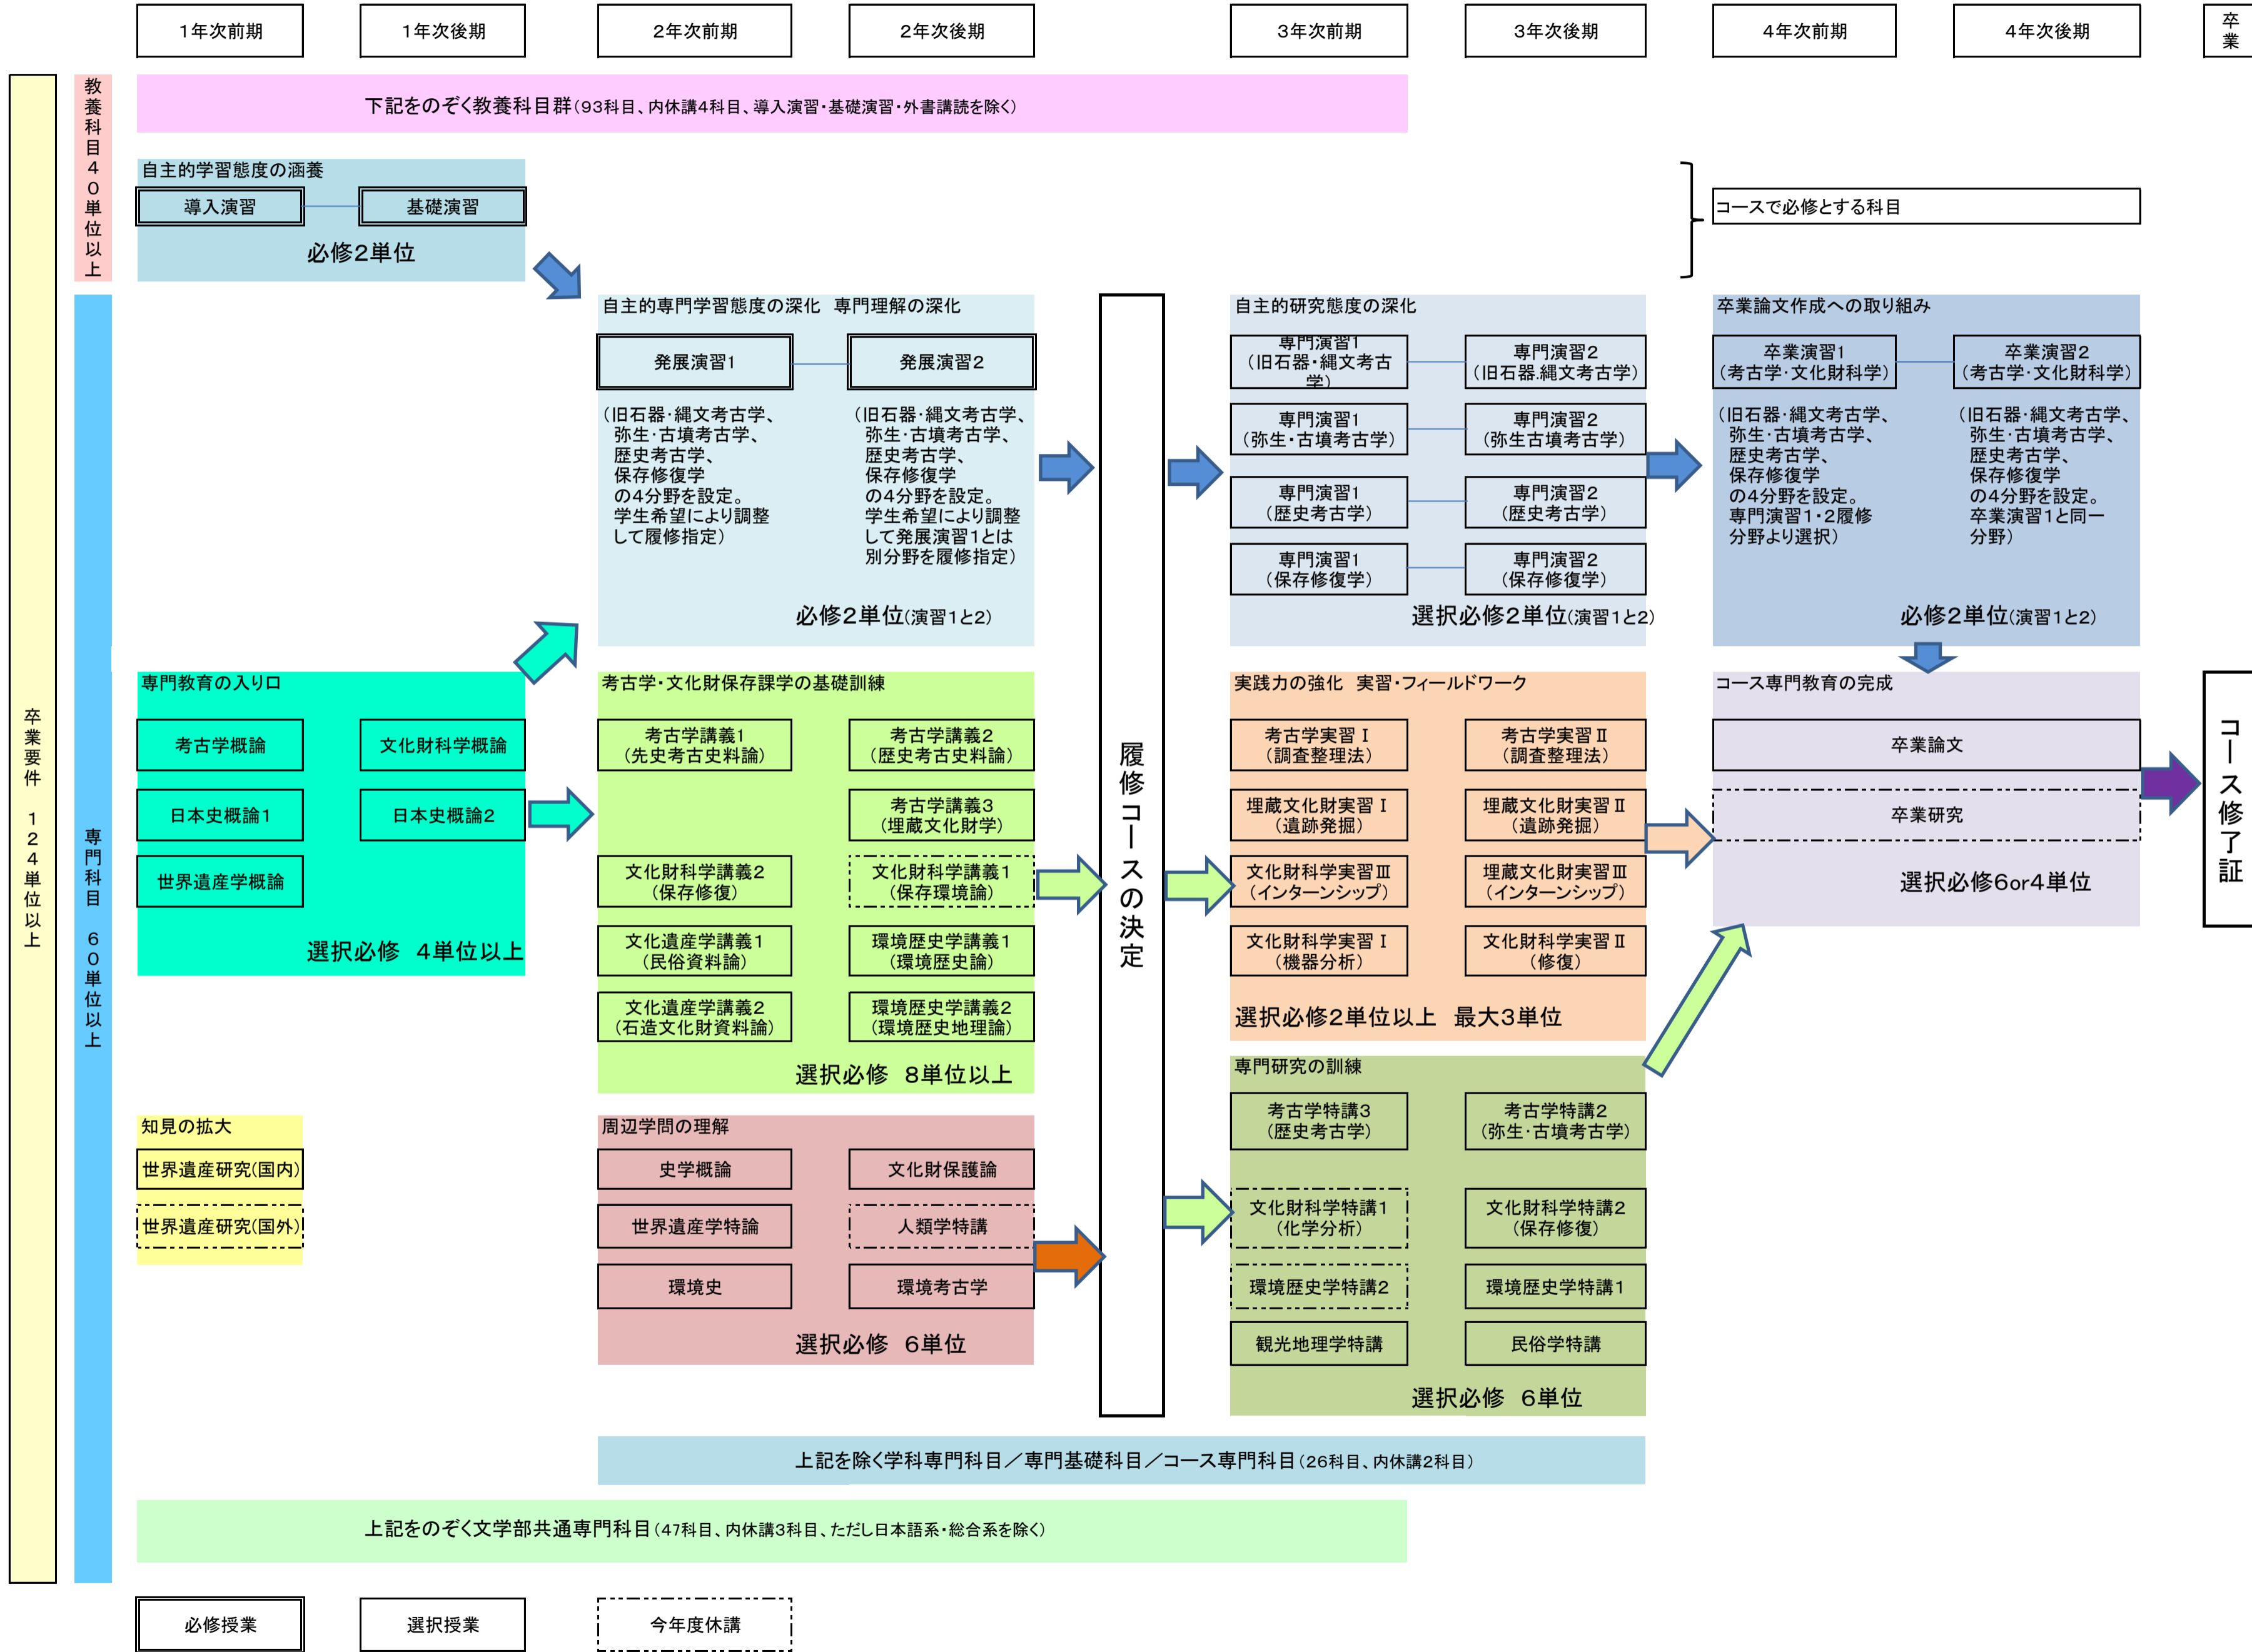 1年次前期
1年次後期
2年次前期
2年次後期
3年次前期
3年次後期
4年次前期
4年次後期
卒業
卒業要件　124単位以上
教養科目40単位以上
下記をのぞく教養科目群(93科目、内休講4科目、導入演習・基礎演習・外書講読を除く)
自主的学習態度の涵養
導入演習
基礎演習
必修2単位
コースで必修とする科目
専門科目　60単位以上
自主的専門学習態度の深化　専門理解の深化
発展演習1
発展演習2
(旧石器・縄文考古学、
弥生・古墳考古学、
歴史考古学、
保存修復学
の4分野を設定。
学生希望により調整
して履修指定)
(旧石器・縄文考古学、
弥生・古墳考古学、
歴史考古学、
保存修復学
の4分野を設定。
学生希望により調整
して発展演習1とは
別分野を履修指定)
必修2単位(演習1と2)
履修コースの決定
自主的研究態度の深化
専門演習1
(旧石器・縄文考古
学)
専門演習2
(旧石器.縄文考古学)
専門演習1
(弥生・古墳考古学)
専門演習2
(弥生古墳考古学)
専門演習1
(歴史考古学)
専門演習2
(歴史考古学)
専門演習1
(保存修復学)
専門演習2
(保存修復学)
選択必修2単位(演習1と2)
卒業論文作成への取り組み
卒業演習1
(考古学・文化財科学)
卒業演習2
(考古学・文化財科学)
(旧石器・縄文考古学、
弥生・古墳考古学、
歴史考古学、
保存修復学
の4分野を設定。
専門演習1・2履修
分野より選択)
(旧石器・縄文考古学、
弥生・古墳考古学、
歴史考古学、
保存修復学
の4分野を設定。
卒業演習1と同一
分野)
必修2単位(演習1と2)
専門教育の入り口
考古学概論
文化財科学概論
日本史概論1
日本史概論2
世界遺産学概論
選択必修　4単位以上
考古学・文化財保存課学の基礎訓練
考古学講義1
(先史考古史料論)
考古学講義2
(歴史考古史料論)
考古学講義3
(埋蔵文化財学)
文化財科学講義2
(保存修復)
文化財科学講義1
(保存環境論)
文化遺産学講義1
(民俗資料論)
環境歴史学講義1
(環境歴史論)
文化遺産学講義2
(石造文化財資料論)
環境歴史学講義2
(環境歴史地理論)
選択必修　8単位以上
実践力の強化　実習・フィールドワーク
考古学実習Ⅰ
(調査整理法)
考古学実習Ⅱ
(調査整理法)
埋蔵文化財実習Ⅰ
(遺跡発掘)
埋蔵文化財実習Ⅱ
(遺跡発掘)
文化財科学実習Ⅲ
(インターンシップ)
埋蔵文化財実習Ⅲ
(インターンシップ)
文化財科学実習Ⅰ
(機器分析)
文化財科学実習Ⅱ
(修復)
選択必修2単位以上　最大3単位
コース専門教育の完成
卒業論文
卒業研究
選択必修6or4単位
コース修了証
知見の拡大
世界遺産研究(国内)
世界遺産研究(国外)
周辺学問の理解
史学概論
文化財保護論
世界遺産学特論
人類学特講
環境史
環境考古学
選択必修　6単位
専門研究の訓練
考古学特講3
(歴史考古学)
考古学特講2
(弥生・古墳考古学)
文化財科学特講1
(化学分析)
文化財科学特講2
(保存修復)
環境歴史学特講2
環境歴史学特講1
観光地理学特講
民俗学特講
選択必修　6単位
上記を除く学科専門科目／専門基礎科目／コース専門科目(26科目、内休講2科目)
上記をのぞく文学部共通専門科目(47科目、内休講3科目、ただし日本語系・総合系を除く)
必修授業
選択授業
今年度休講